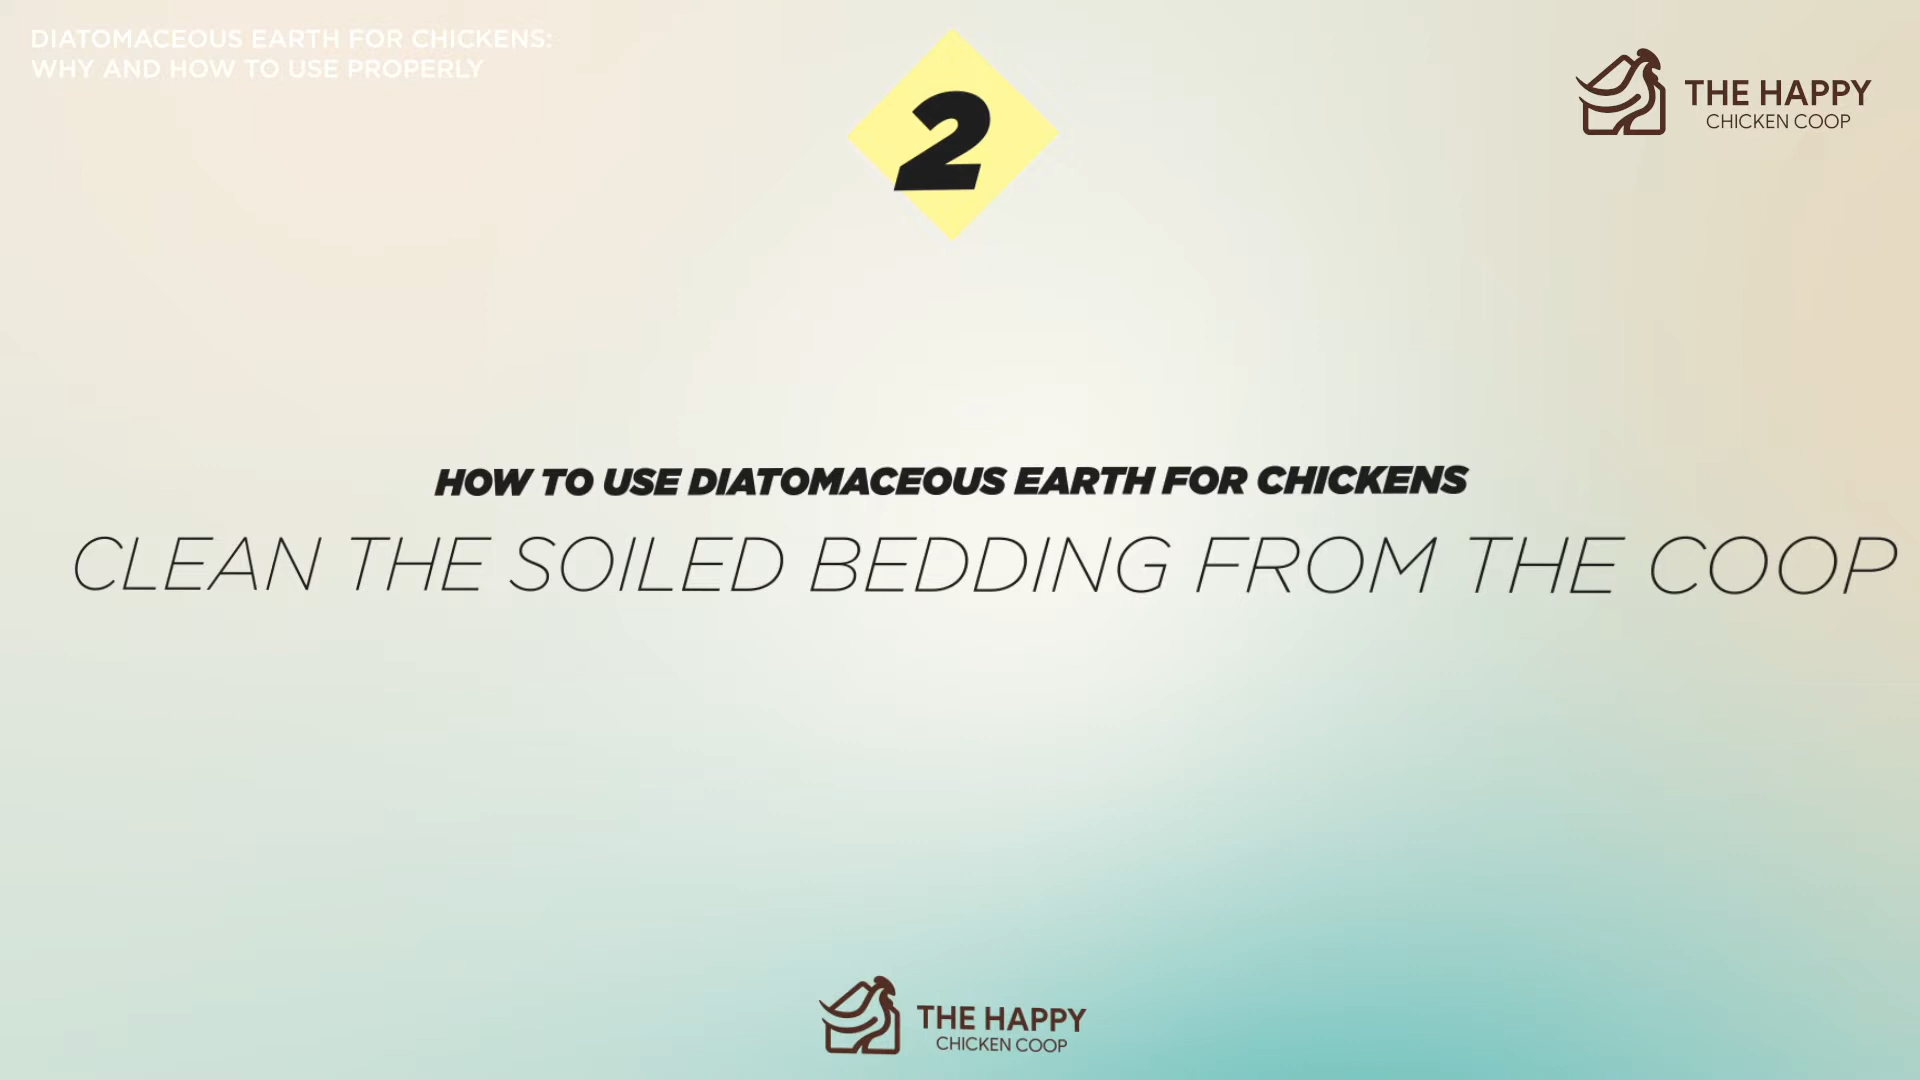 DIATOMACEOUS EARTH FOR CHICKENS:
WHY AND HOW TO USE PROPERLY
2
THE HAPPY
CHICKEN COOP
HOW TO USE DIATOMACEOUS EARTH FOR CHICKENS
CLEAN THE SOILED BEDDING FROM THE COOP
THE HAPPY
CHICKEN COOP